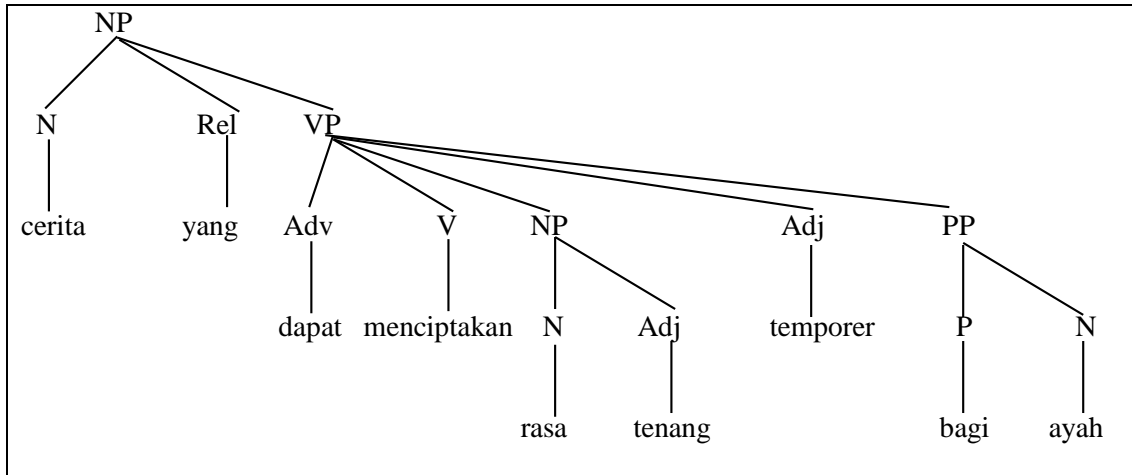 NP
N Rel VP
cerita yang Adv V NP Adj PP
dapat menciptakan N Adj temporer P N
rasa tenang bagi ayah